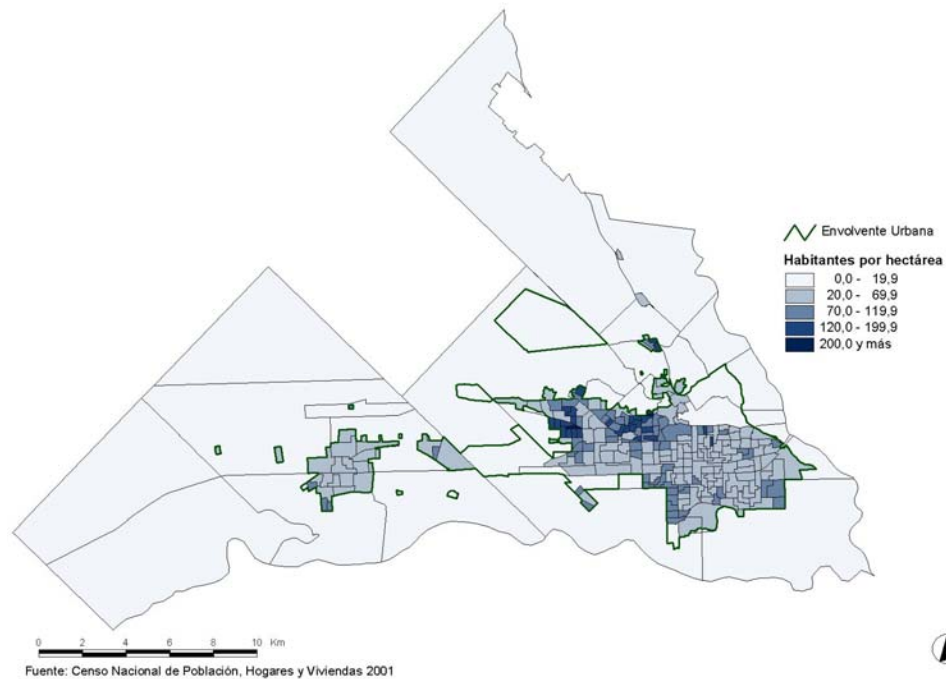 Envolvente Urbana
Habitantes por hectárea
0,0 - 19,9
20,0 - 69,9
70,0 - 119,9
120,0 - 199,9
200,0 y más
0 2 4 6 8 10 Km
Fuente: Censo Nacional de Población, Hogares y Viviendas 2001